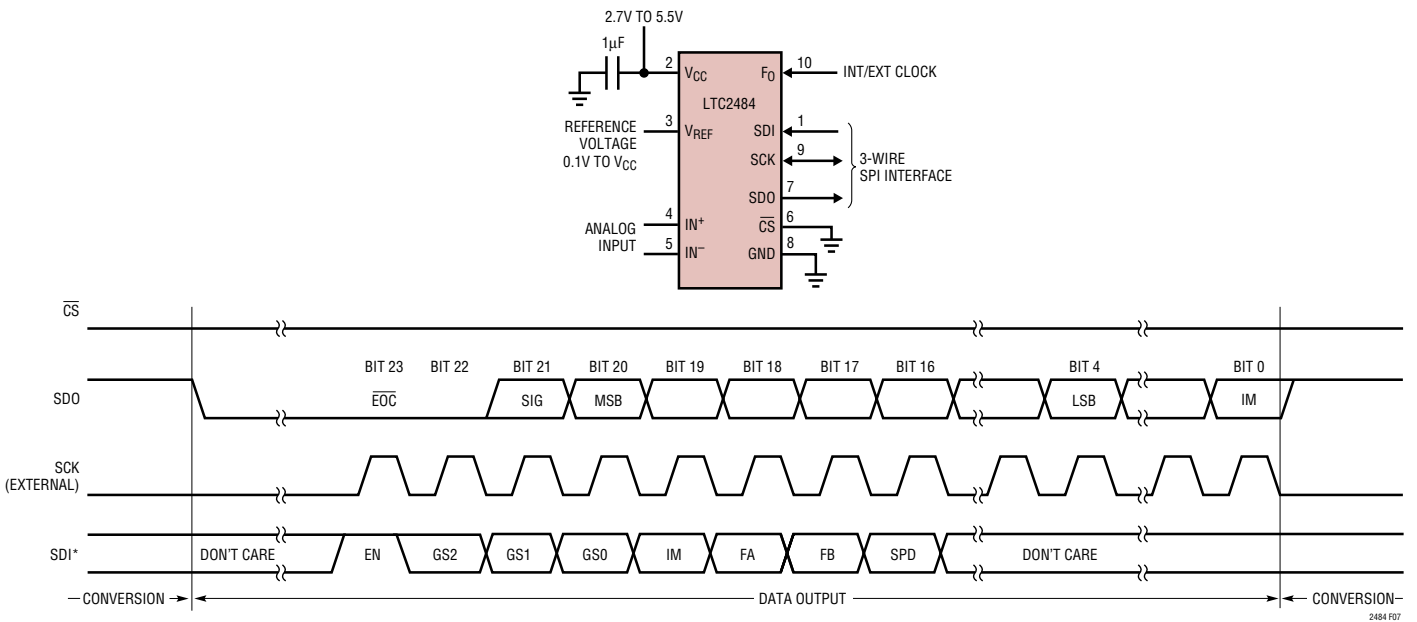 2.7V TO 5.5V
1µF
2 VCC
FO 10 INT/EXT CLOCK
LTC2484
REFERENCE VOLTAGE 0.1V TO VCC
3 VREF
SDI 1
SCK 9
SDO 7
3-WIRE SPI INTERFACE
ANALOG INPUT
4 IN+
5 IN–
CS 6
GND 8
CS
BIT 23 BIT 22 BIT 21 BIT 20 BIT 19 BIT 18 BIT 17 BIT 16 BIT 4 BIT 0
SDO EOC SIG MSB LSB IM
SCK (EXTERNAL)
SDI* DON'T CARE EN GS2 GS1 GS0 IM FA FB SPD DON'T CARE
CONVERSION DATA OUTPUT CONVERSION
2484 F07